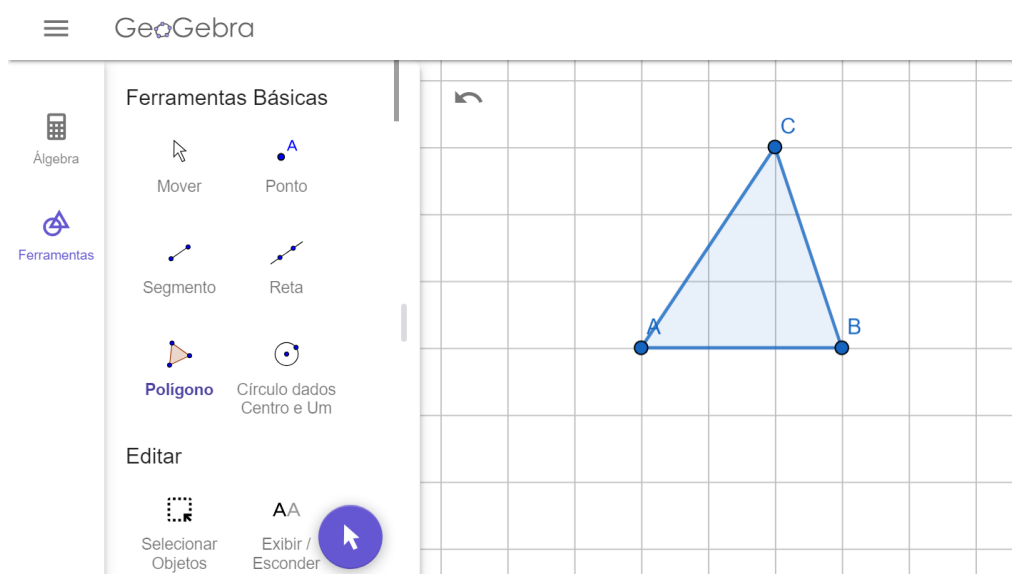 GeoGebra
Álgebra
Ferramentas
Ferramentas Básicas
Mover
A
Ponto
Segmento
Reta
Polígono
Círculo dados
Centro e Um
Editar
Selecionar
Objetos
AA
Exibir /
Esconder
C
A
B